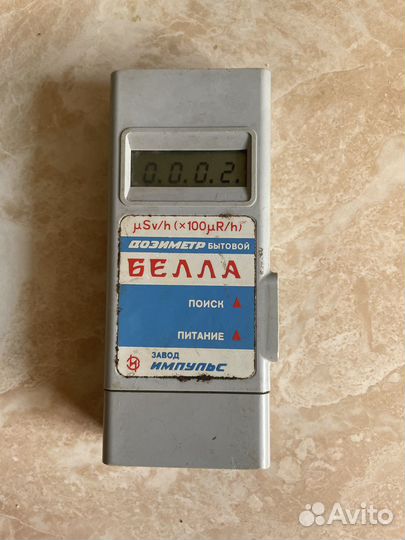 0.0.0.2.
μSv/h (×100μR/h)
ДОЗИМЕТР БЫТОВОЙ
БЕЛЛА
ПОИСК
ПИТАНИЕ
ЗАВОД
ИМПУЛЬС
Avito